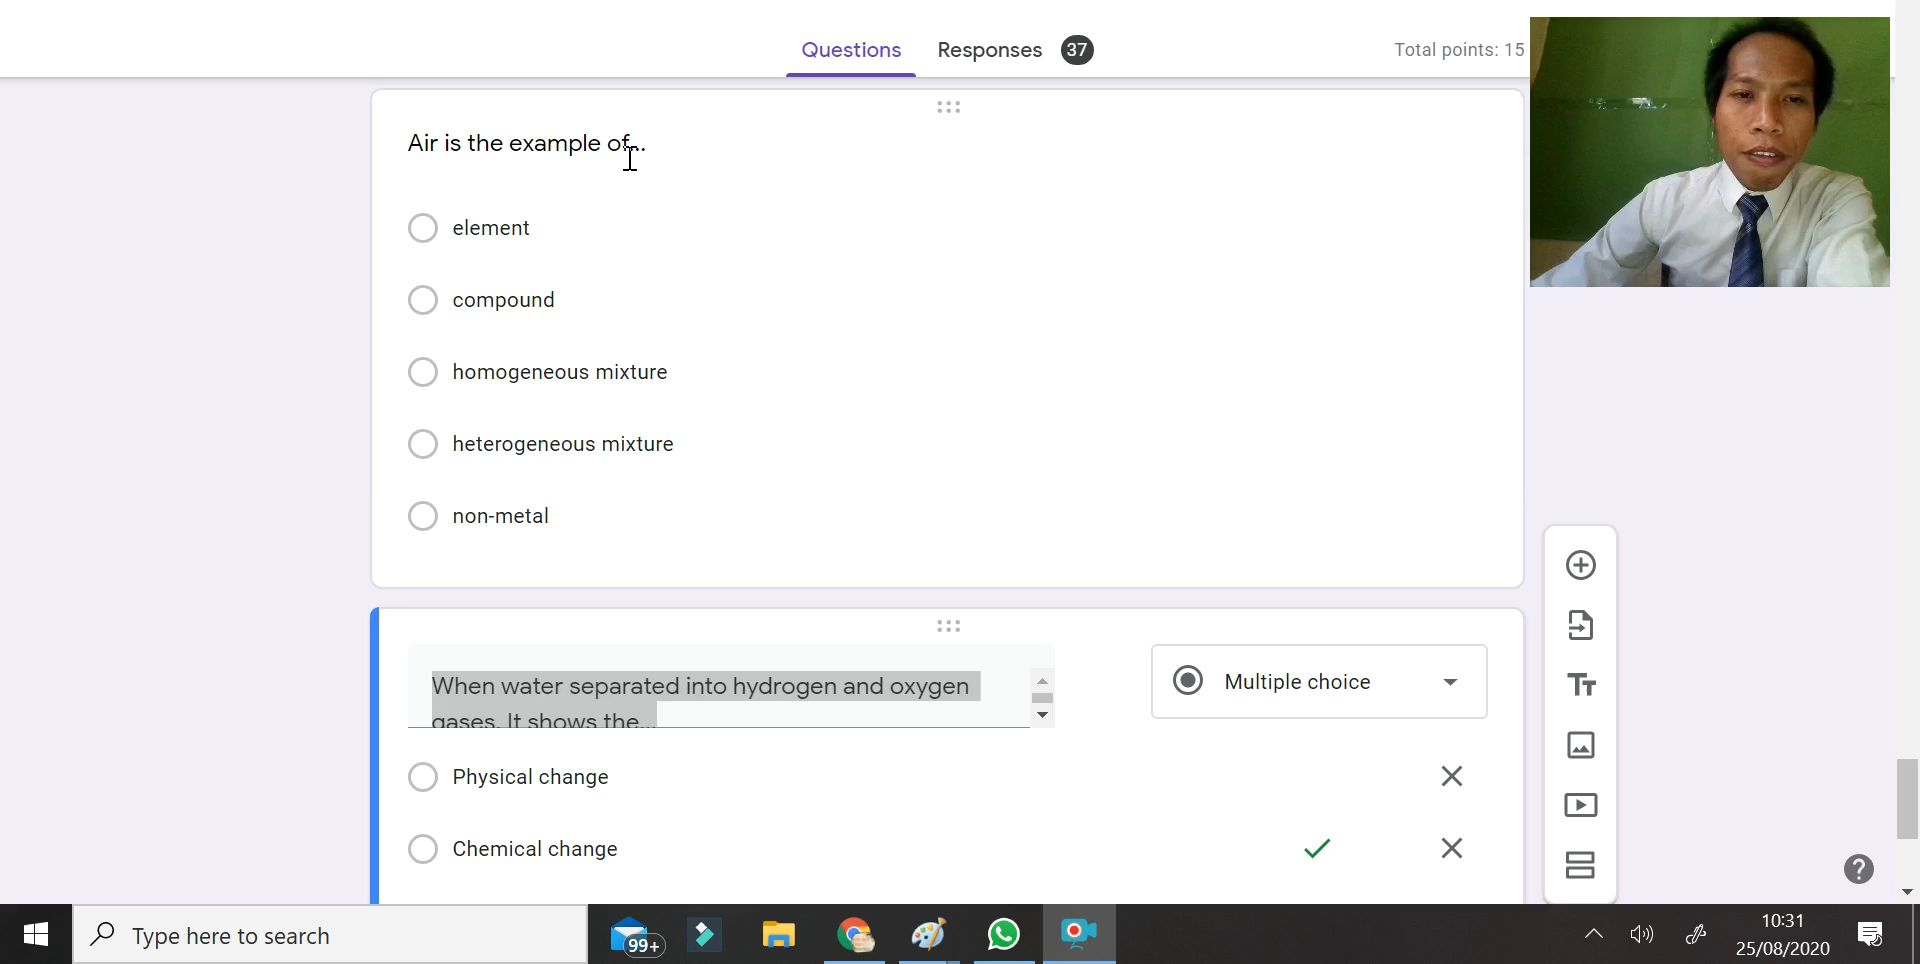 Questions
Responses 37
Total points: 15
Air is the example of...
element
compound
homogeneous mixture
heterogeneous mixture
non-metal
When water separated into hydrogen and oxygen
gases. It shows the...
Multiple choice
Physical change
Chemical change
Type here to search
99+
10:31
25/08/2020